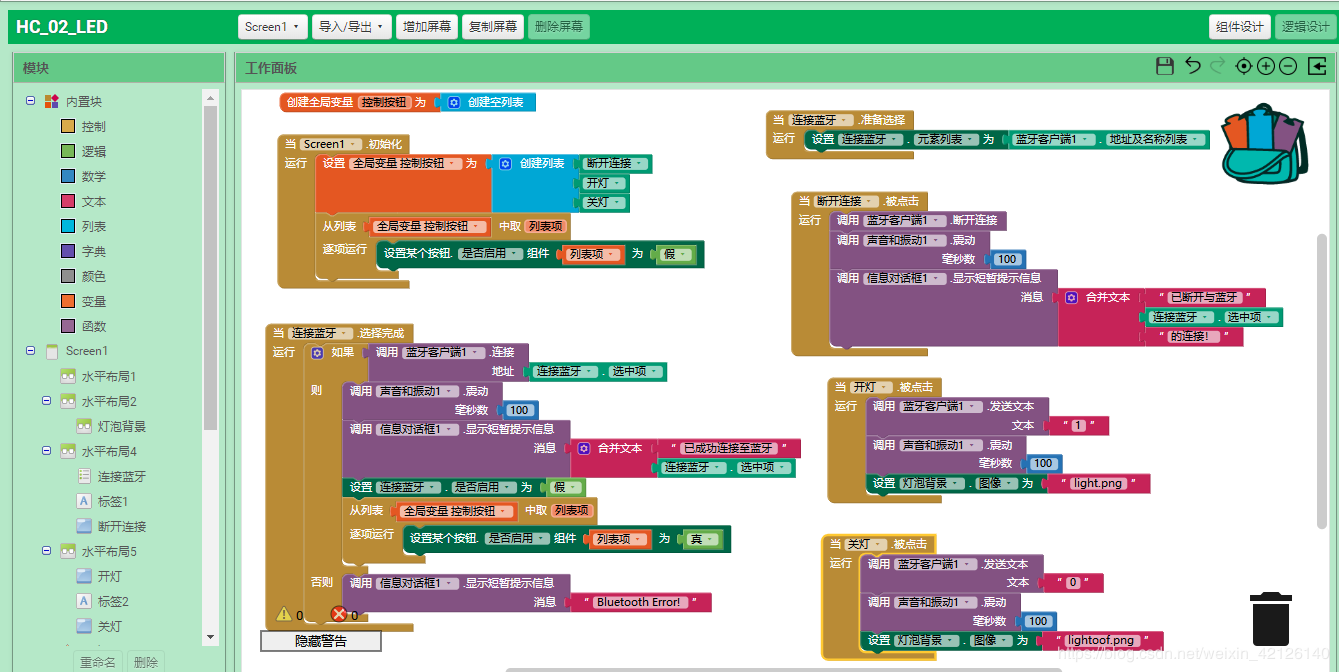 HC_02_LED Screen1 导入/导出 增加屏幕 复制屏幕 删除屏幕 组件设计 逻辑设计
模块
内置块
控制
逻辑
数学
文本
列表
字典
颜色
变量
函数
Screen1
水平布局1
水平布局2
灯泡背景
水平布局4
连接蓝牙
标签1
断开连接
水平布局5
开灯
标签2
关灯
重命名 删除
工作面板
创建全局变量 控制按钮 为 创建空列表
当 Screen1 .初始化
运行 设置 全局变量 控制按钮 为 创建列表 断开连接
开灯
关灯
从列表 全局变量 控制按钮 中取 列表项
逐项运行 设置某个按钮. 是否启用 组件 列表项 为 假
当 连接蓝牙 .选择完成
运行 如果 调用 蓝牙客户端1 .连接
地址 连接蓝牙 . 选中项
则 调用 声音和振动1 .震动
毫秒数 100
调用 信息对话框1 .显示短暂提示信息
消息 合并文本 " 已成功连接至蓝牙 "
连接蓝牙 . 选中项
设置 连接蓝牙 . 是否启用 为 假
从列表 全局变量 控制按钮 中取 列表项
逐项运行 设置某个按钮. 是否启用 组件 列表项 为 真
否则 调用 信息对话框1 .显示短暂提示信息
消息 " Bluetooth Error! "
0 0
隐藏警告
当 连接蓝牙 .准备选择
运行 设置 连接蓝牙 . 元素列表 为 蓝牙客户端1 . 地址及名称列表
当 断开连接 .被点击
运行 调用 蓝牙客户端1 .断开连接
调用 声音和振动1 .震动
毫秒数 100
调用 信息对话框1 .显示短暂提示信息
消息 合并文本 " 已断开与蓝牙 "
连接蓝牙 . 选中项
" 的连接! "
当 开灯 .被点击
运行 调用 蓝牙客户端1 .发送文本
文本 " 1 "
调用 声音和振动1 .震动
毫秒数 100
设置 灯泡背景 . 图像 为 " light.png "
当 关灯 .被点击
运行 调用 蓝牙客户端1 .发送文本
文本 " 0 "
调用 声音和振动1 .震动
毫秒数 100
设置 灯泡背景 . 图像 为 " lightoof.png "
https://blog.csdn.net/weixin_42126140